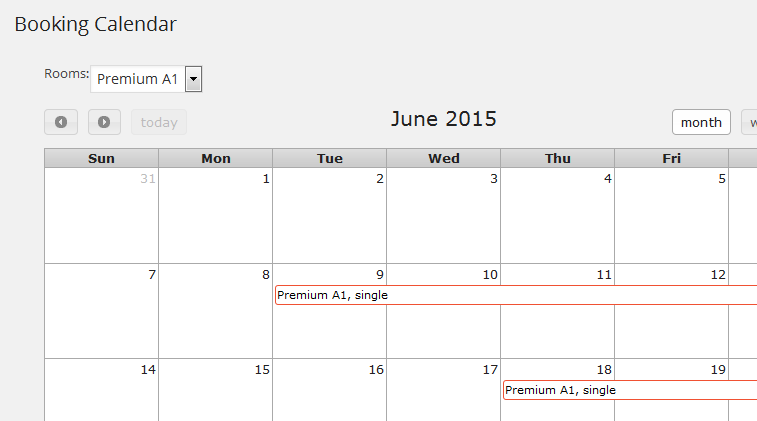 Booking Calendar
Rooms: Premium A1
today June 2015 month w
Sun Mon Tue Wed Thu Fri
31 1 2 3 4 5
7 8 9 10 11 12
Premium A1, single
14 15 16 17 18 19
Premium A1, single